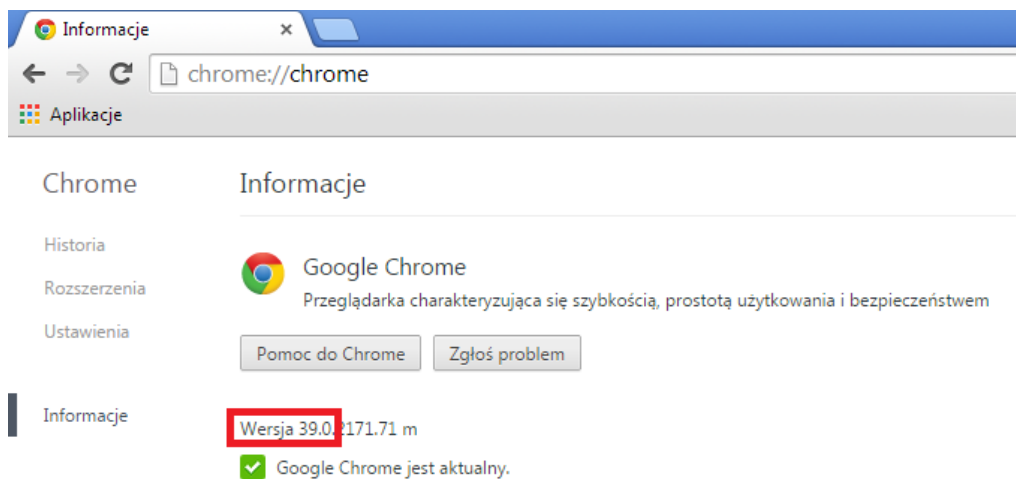 Informacje
chrome://chrome
Aplikacje
Chrome
Informacje
Historia
Rozszerzenia
Ustawienia
Informacje
Google Chrome
Przeglądarka charakteryzująca się szybkością, prostotą użytkowania i bezpieczeństwem
Pomoc do Chrome Zgłoś problem
Wersja 39.0.2171.71 m
Google Chrome jest aktualny.